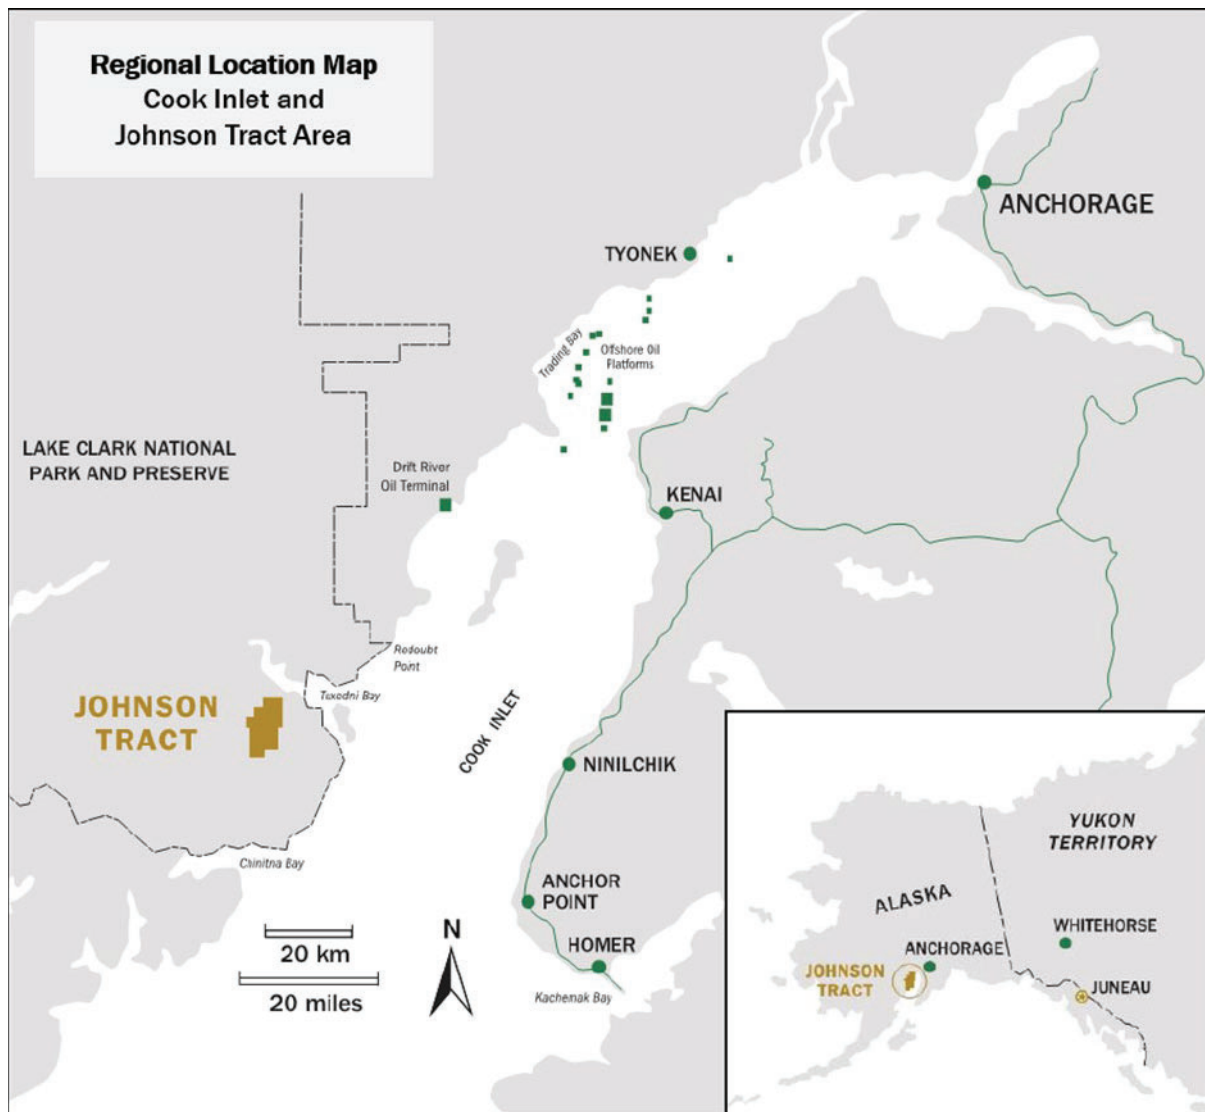 Regional Location Map
Cook Inlet and
Johnson Tract Area
ANCHORAGE
TYONEK
Trading Bay
Offshore Oil
Platforms
LAKE CLARK NATIONAL
PARK AND PRESERVE
Drift River
Oil Terminal
KENAI
Redoubt
Point
Tuxedni Bay
JOHNSON
TRACT
COOK INLET
NINILCHIK
Chinitna Bay
ANCHOR
POINT
HOMER
Kachemak Bay
20 km
20 miles
N
YUKON
TERRITORY
ALASKA
WHITEHORSE
ANCHORAGE
JOHNSON
TRACT
JUNEAU